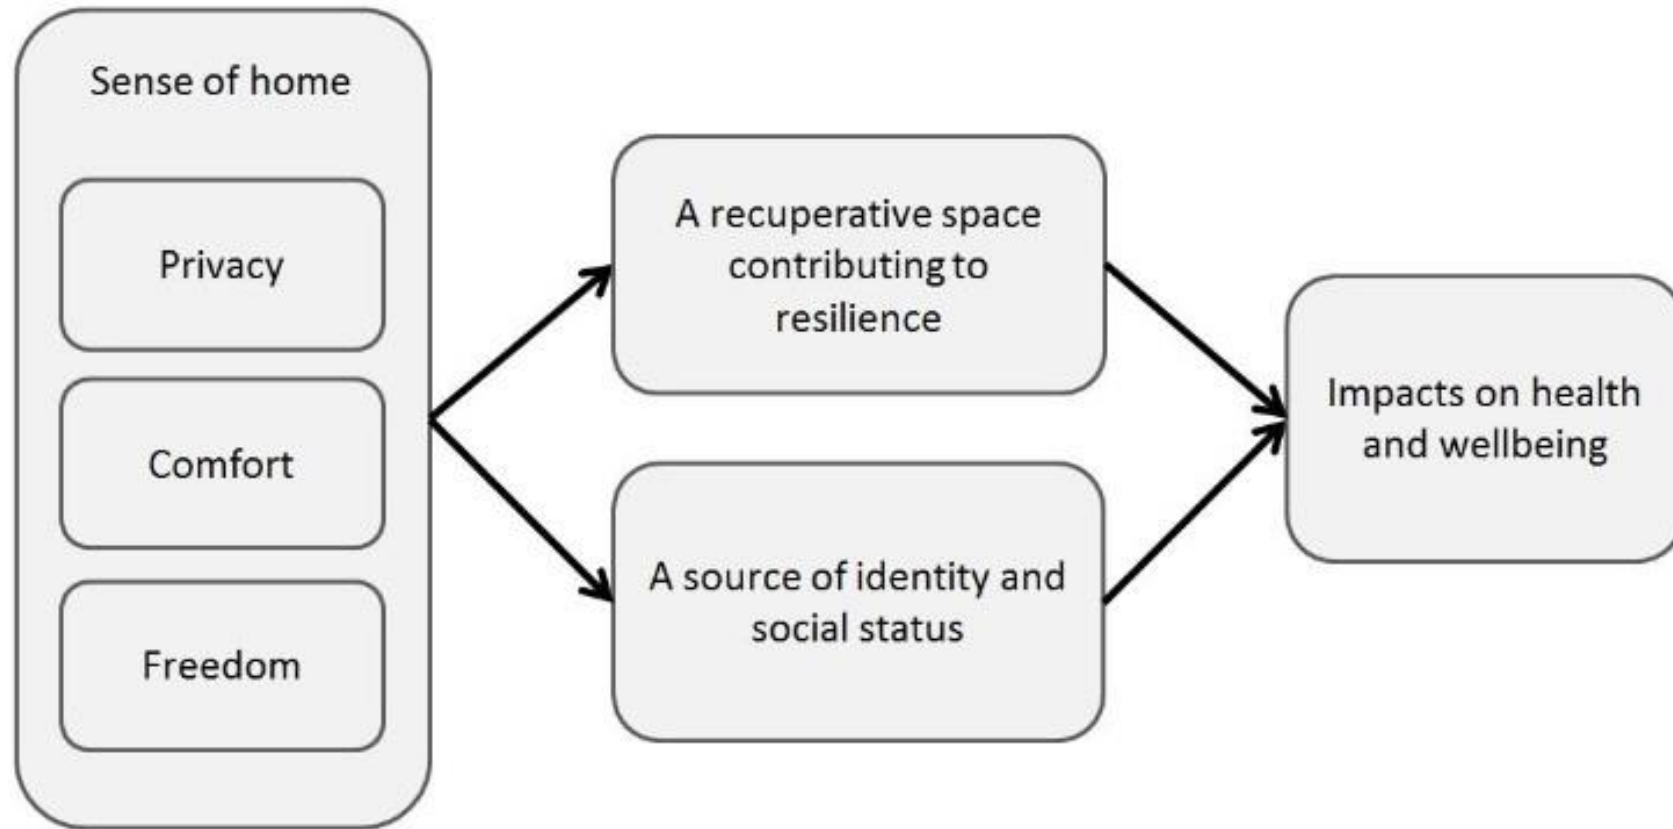 Sense of home
Privacy
Comfort
Freedom
A recuperative space
contributing to
resilience
A source of identity and
social status
Impacts on health
and wellbeing